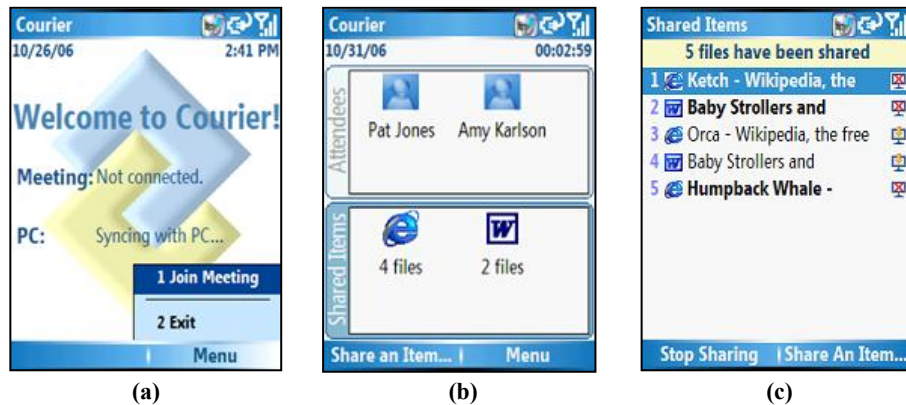 Courier
10/26/06 2:41 PM
Welcome to Courier!
Meeting: Not connected.
PC: Syncing with PC...
1 Join Meeting
2 Exit
Menu
(a)
Courier
10/31/06 00:02:59
Attendees
Pat Jones Amy Karlson
Shared Items
W
4 files 2 files
Share an Item... Menu
(b)
Shared Items
5 files have been shared
1 Ketch - Wikipedia, the
2 W Baby Strollers and
3 Orca - Wikipedia, the free
4 W Baby Strollers and
5 Humpback Whale -
Stop Sharing Share An Item...
(c)